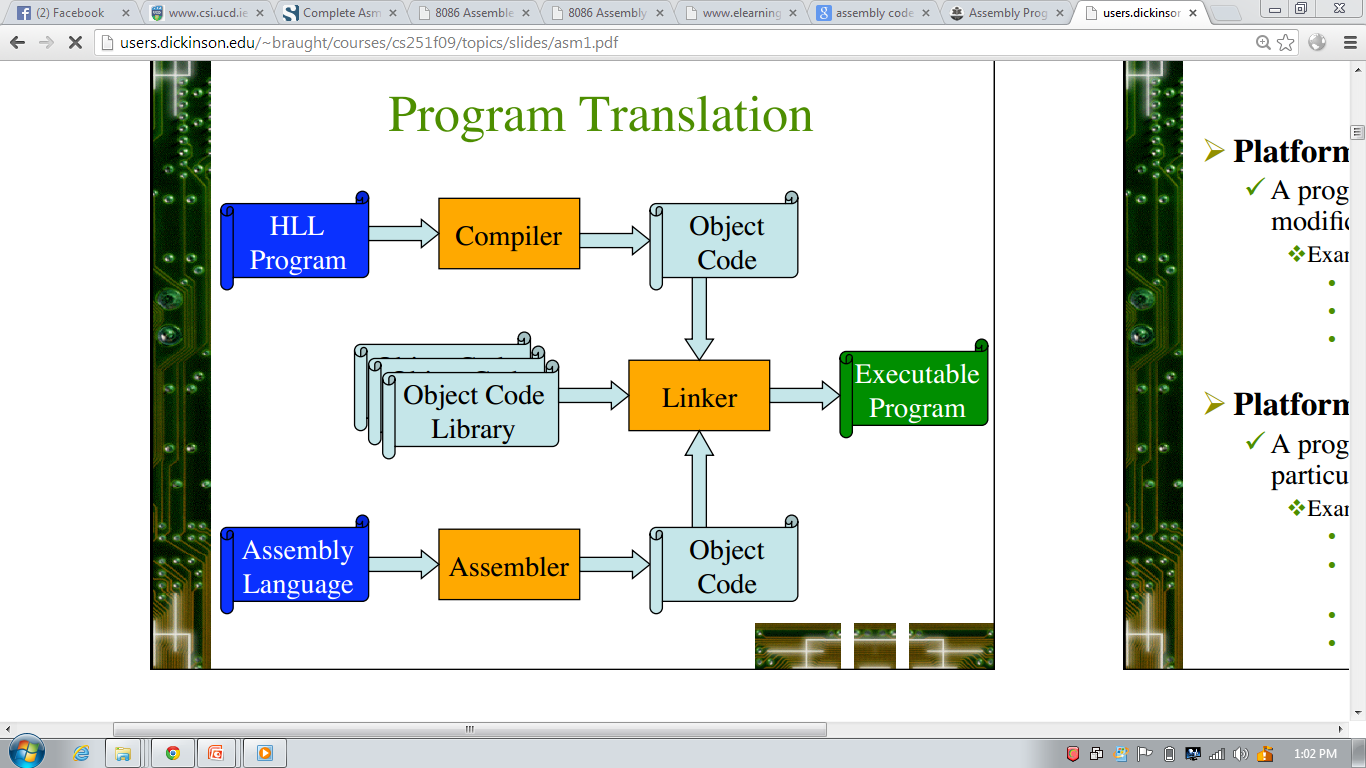 (2) Facebook
www.csi.ucd.ie
Complete Asm
8086 Assemble
8086 Assembly
www.elearning
assembly code
Assembly Prog
users.dickinson
users.dickinson.edu/~braught/courses/cs251f09/topics/slides/asm1.pdf
Program Translation
HLL
Program
Compiler
Object
Code
Object Code
Library
Linker
Executable
Program
Assembly
Language
Assembler
Object
Code
Platform
A prog
modific
Exar
Platform
A prog
particu
Exar
1:02 PM